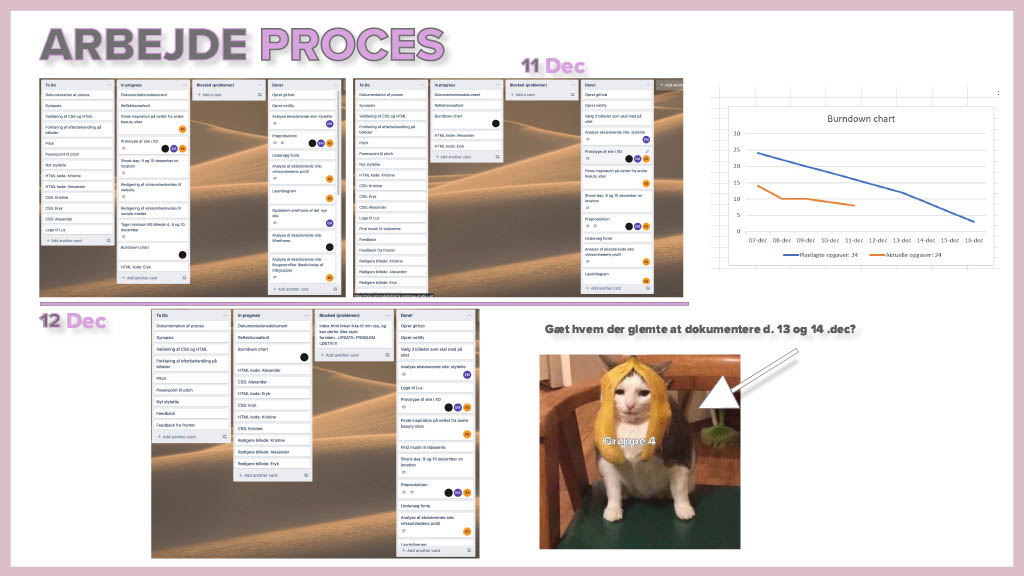 ARBEJDE PROCES
11 Dec
To Do
Dokumentation af proces
Synopsis
Validering af CSS og HTML
Forklaring af efterbehandling på
billeder
Pitch
Powerpoint til pitch
Nyt styletile
HTML kode: Kristine
HTML kode: Alexander
CSS: Kristine
CSS: Eryk
CSS: Alexander
Logo til Luz
+ Add another card
In progress
Dokumentationsdokument
Refleksionsafsnit
Finde inspiration på nettet fra andre
beauty sites
Prototype af site i XD
Shoot-day: 9 og 10 december on
location
Redigering af virksomhedsvideo til
website
Redigering af virksomhedsvideo til
sociale medier
Tage minimum 60 billeder d. 9 og 10
december
Burndown chart
HTML kode: Eryk
+ Add another card
Blocked (problemer)
+ Add a card
Done!
Opret github
Opret netlify
Analyse eksisterende site: styletile
Preproduktion
Undersøg fonte
Analyse af eksisterende site:
virksomhedens profil
Layoutdiagram
Opdateret wireframe af det nye
site
Analyse af eksisterende site:
Wireframe
Analyse af eksisterende site:
Brugerprofiler (beskrivelse af
målgruppe)
+ Add another card
To Do
Dokumentation af proces
Synopsis
Validering af CSS og HTML
Forklaring af efterbehandling på
billeder
Pitch
Powerpoint til pitch
Nyt styletile
HTML kode: Kristine
CSS: Kristine
CSS: Eryk
CSS: Alexander
Logo til Luz
Find musik til videoerne
Feedback
Feedback fra fronter
Redigere billede: Kristine
Redigere billede: Alexander
Redigere billede: Eryk
In progress
Dokumentationsdokument
Refleksionsafsnit
Burndown chart
HTML kode: Alexander
HTML kode: Eryk
+ Add another card
Blocked (problemer)
+ Add a card
Done!
Opret github
Opret netlify
Vælg 3 billeder som skal med på
sitet
Analyse eksisterende site: styletile
Prototype af site i XD
Finde inspiration på nettet fra andre
beauty sites
Shoot-day: 9 og 10 december on
location
Preproduktion
Undersøg fonte
Analyse af eksisterende site:
virksomhedens profil
Layoutdiagram
+ Add another card
Burndown chart
30
25
20
15
10
5
0
07-dec 08-dec 09-dec 10-dec 11-dec 12-dec 13-dec 14-dec 15-dec 16-dec
Planlagte opgaver: 24 Aktuelle opgaver: 24
12 Dec
To Do
Dokumentation af proces
Synopsis
Validering af CSS og HTML
Forklaring af efterbehandling på
billeder
Pitch
Powerpoint til pitch
Nyt styletile
Feedback
Feedback fra fronter
+ Add another card
In progress
Dokumentationsdokument
Refleksionsafsnit
Burndown chart
HTML kode: Alexander
CSS: Alexander
HTML kode: Eryk
CSS: Eryk
HTML kode: Kristine
CSS: Kristine
Redigere billede: Kristine
Redigere billede: Alexander
Redigere billede: Eryk
+ Add another card
Blocked (problemer)
index.html linker ikke til min css, og
kan derfor ikke style
forsiden
+ Add another card
Done!
Opret github
Opret netlify
Vælg 3 billeder som skal med på
sitet
Analyse eksisterende site: styletile
Logo til Luz
Prototype af site i XD
Finde inspiration på nettet fra andre
beauty sites
Find musik til videoerne
Shoot-day: 9 og 10 december on
location
Preproduktion
Undersøg fonte
Analyse af eksisterende site:
virksomhedens profil
Layoutdiagram
+ Add another card
Gæt hvem der glemte at dokumentere d. 13 og 14 .dec?
Gruppe 4